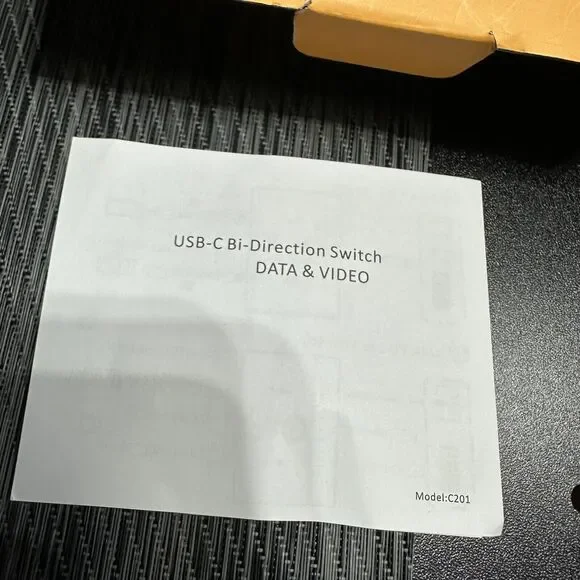 USB-C Bi-Direction Switch
DATA & VIDEO
Model:C201